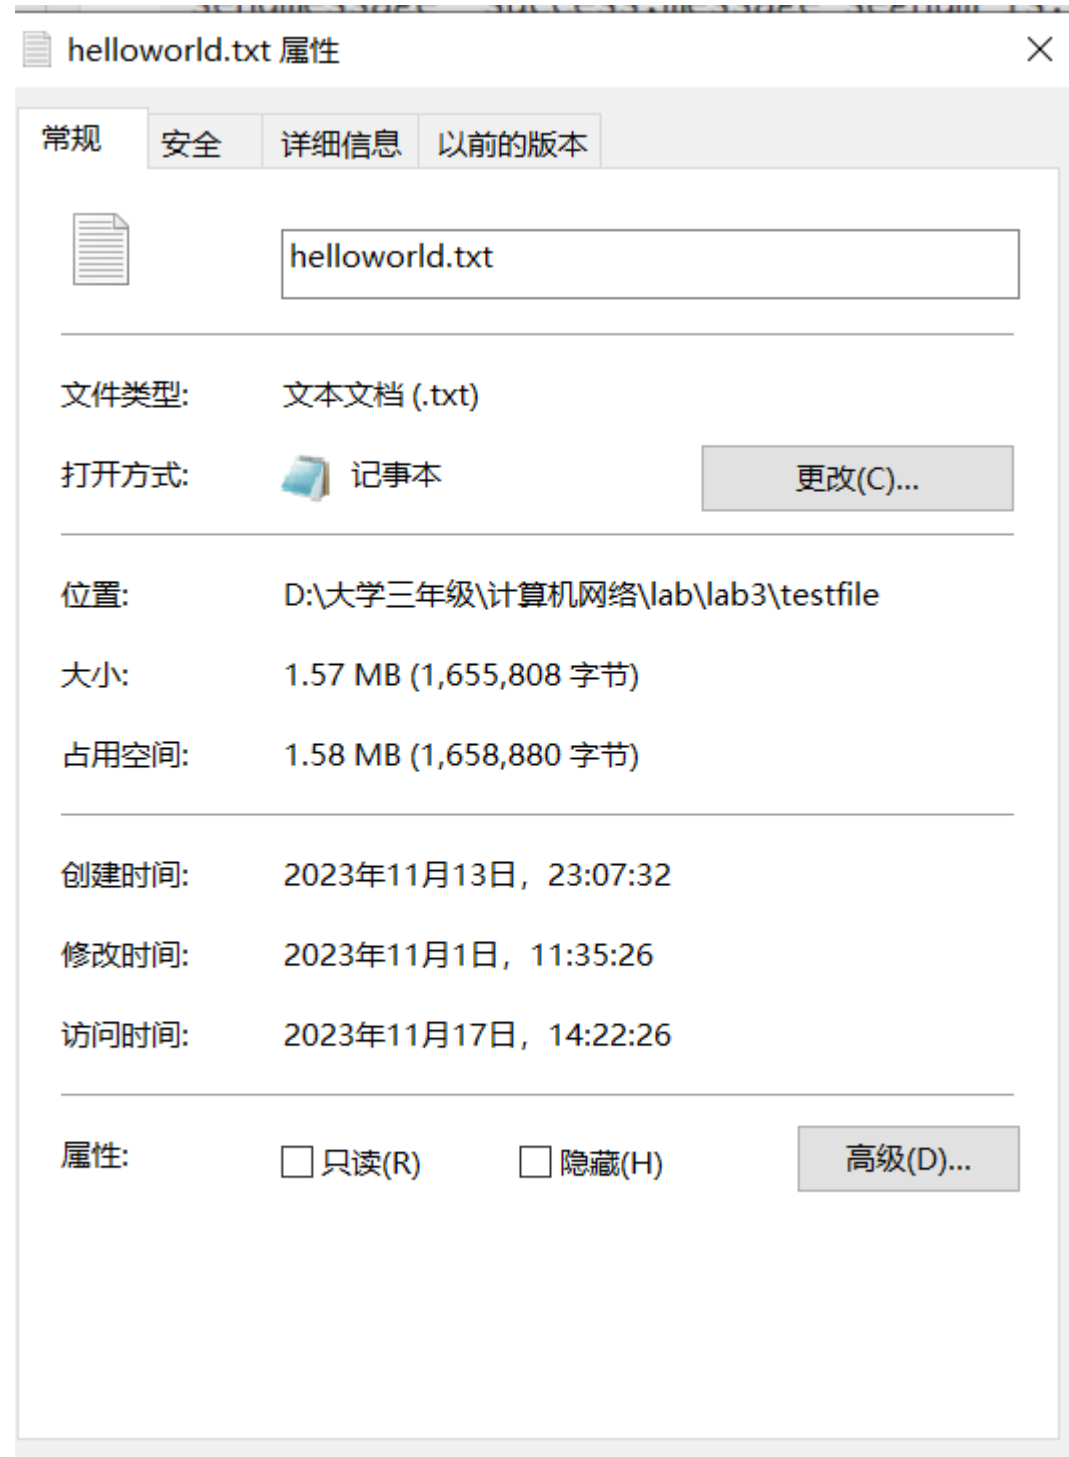 helloworld.txt 属性
常规 安全 详细信息 以前的版本
helloworld.txt
文件类型: 文本文档 (.txt)
打开方式: 记事本 更改(C)...
位置: D:\大学三年级\计算机网络\lab\lab3\testfile
大小: 1.57 MB (1,655,808 字节)
占用空间: 1.58 MB (1,658,880 字节)
创建时间: 2023年11月13日，23:07:32
修改时间: 2023年11月1日，11:35:26
访问时间: 2023年11月17日，14:22:26
属性: 只读(R) 隐藏(H) 高级(D)...